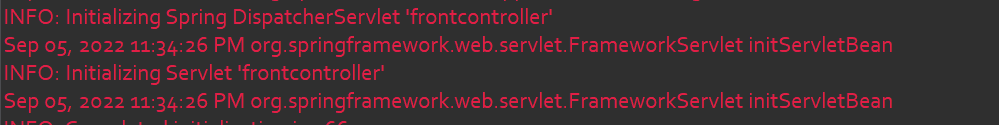 INFO: Initializing Spring DispatcherServlet 'frontcontroller'
Sep 05, 2022 11:34:26 PM org.springframework.web.servlet.FrameworkServlet initServletBean
INFO: Initializing Servlet 'frontcontroller'
Sep 05, 2022 11:34:26 PM org.springframework.web.servlet.FrameworkServlet initServletBean